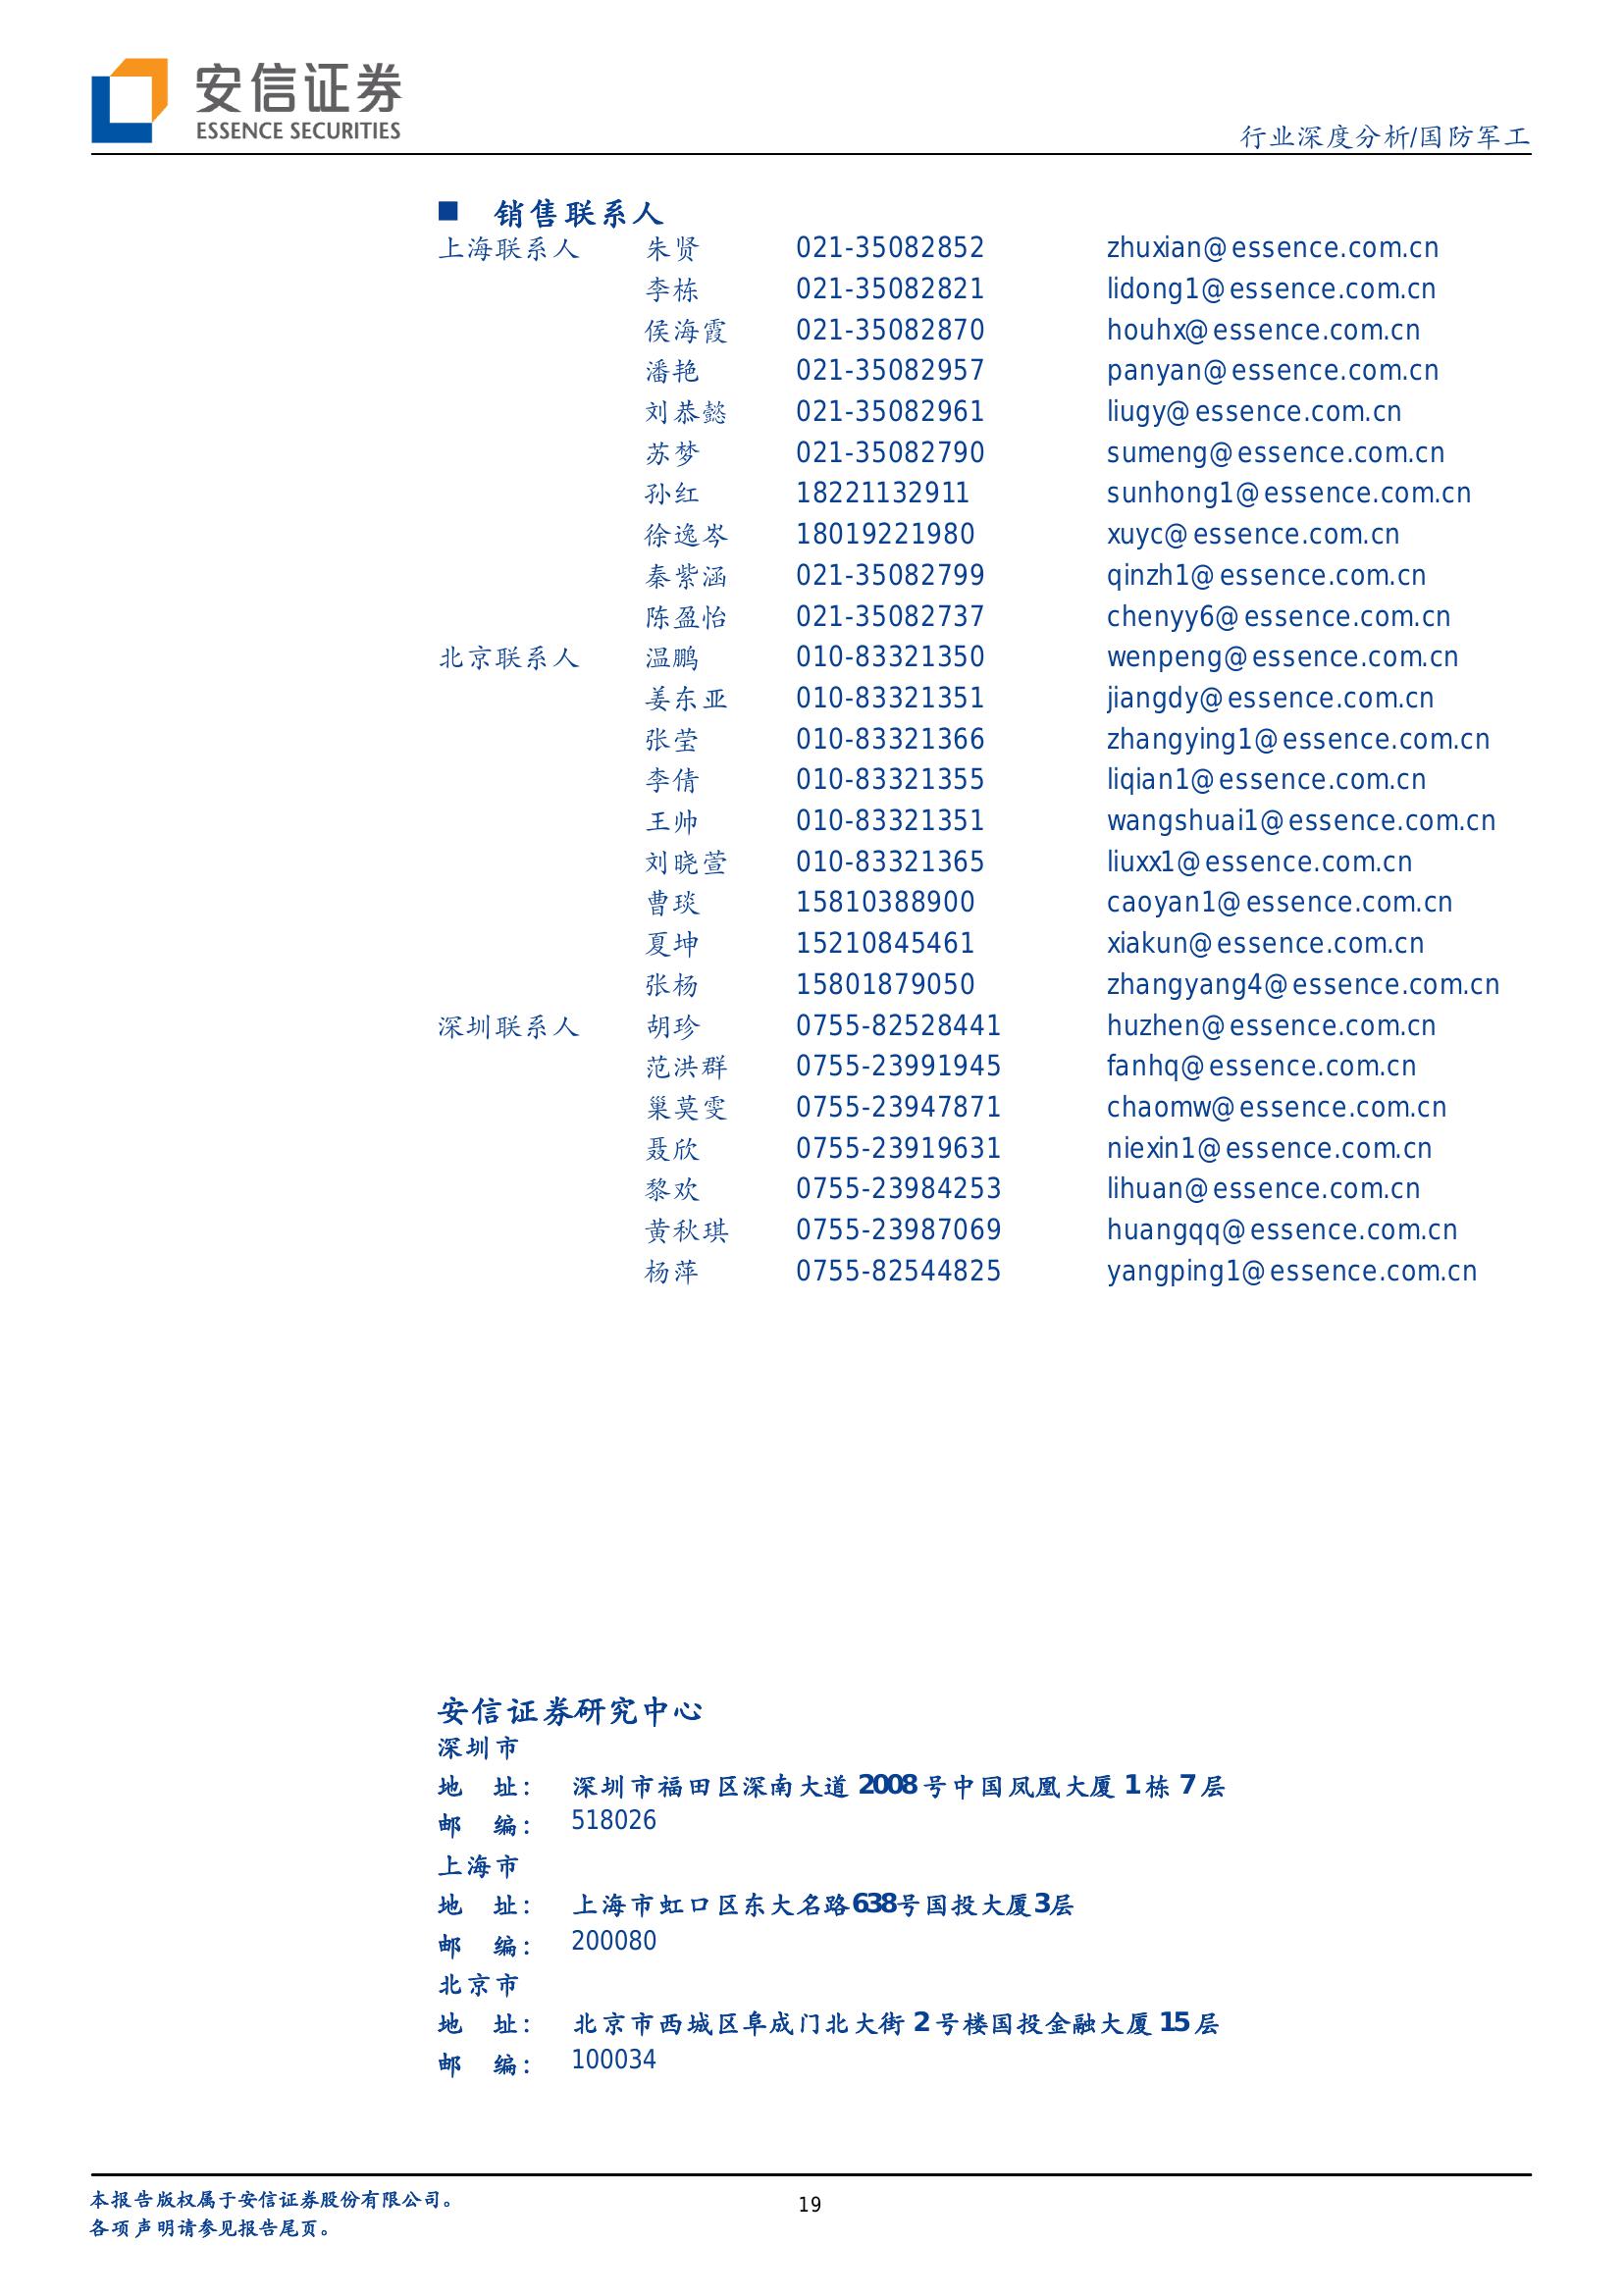 安信证券
ESSENCE SECURITIES
行业深度分析/国防军工
■ 销售联系人
上海联系人 朱贤 021-35082852 zhuxian@essence.com.cn
李栋 021-35082821 lidong1@essence.com.cn
侯海霞 021-35082870 houhx@essence.com.cn
潘艳 021-35082957 panyan@essence.com.cn
刘恭懿 021-35082961 liugy@essence.com.cn
苏梦 021-35082790 sumeng@essence.com.cn
孙红 18221132911 sunhong1@essence.com.cn
徐逸岑 18019221980 xuyc@essence.com.cn
秦紫涵 021-35082799 qinzh1@essence.com.cn
陈盈怡 021-35082737 chenyy6@essence.com.cn
北京联系人 温鹏 010-83321350 wenpeng@essence.com.cn
姜东亚 010-83321351 jiangdy@essence.com.cn
张莹 010-83321366 zhangying1@essence.com.cn
李倩 010-83321355 liqian1@essence.com.cn
王帅 010-83321351 wangshuai1@essence.com.cn
刘晓萱 010-83321365 liuxx1@essence.com.cn
曹琰 15810388900 caoyan1@essence.com.cn
夏坤 15210845461 xiakun@essence.com.cn
张杨 15801879050 zhangyang4@essence.com.cn
深圳联系人 胡珍 0755-82528441 huzhen@essence.com.cn
范洪群 0755-23991945 fanhq@essence.com.cn
巢莫雯 0755-23947871 chaomw@essence.com.cn
聂欣 0755-23919631 niexin1@essence.com.cn
黎欢 0755-23984253 lihuan@essence.com.cn
黄秋琪 0755-23987069 huangqq@essence.com.cn
杨萍 0755-82544825 yangping1@essence.com.cn
安信证券研究中心
深圳市
地 址： 深圳市福田区深南大道 2008 号中国凤凰大厦 1 栋 7 层
邮 编： 518026
上海市
地 址： 上海市虹口区东大名路638号国投大厦3层
邮 编： 200080
北京市
地 址： 北京市西城区阜成门北大街 2 号楼国投金融大厦 15 层
邮 编： 100034
本报告版权属于安信证券股份有限公司。
各项声明请参见报告尾页。
19